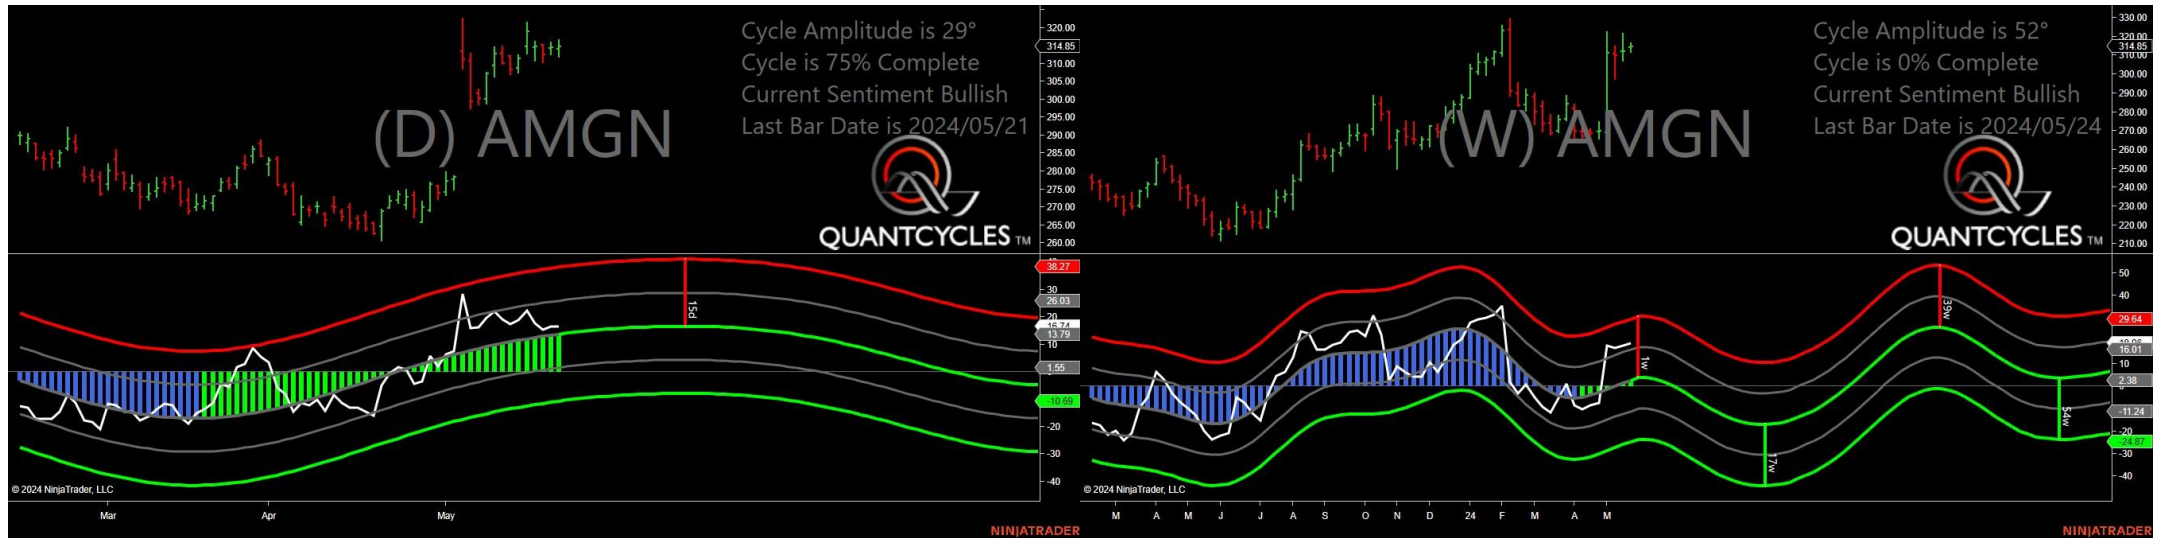 Cycle Amplitude is 29°
Cycle is 75% Complete
Current Sentiment Bullish
Last Bar Date is 2024/05/21
(D) AMGN
QUANTCYCLES TM
320.00
314.85
310.00
305.00
300.00
295.00
290.00
285.00
280.00
275.00
270.00
265.00
260.00
38.27
30
26.03
20
16.74
13.79
10
1.55
-10.69
-20
-30
-40
15d
© 2024 NinjaTrader, LLC
Mar Apr May
NINJATRADER
Cycle Amplitude is 52°
Cycle is 0% Complete
Current Sentiment Bullish
Last Bar Date is 2024/05/24
(W) AMGN
QUANTCYCLES TM
330.00
320.00
314.85
310.00
300.00
290.00
280.00
270.00
260.00
250.00
240.00
230.00
220.00
210.00
50
40
29.64
16.01
10
2.38
-11.24
-20
-24.87
-30
-40
1w
17w
39w
54w
© 2024 NinjaTrader, LLC
M A M J J A S O N D 24 F M A M
NINJATRADER